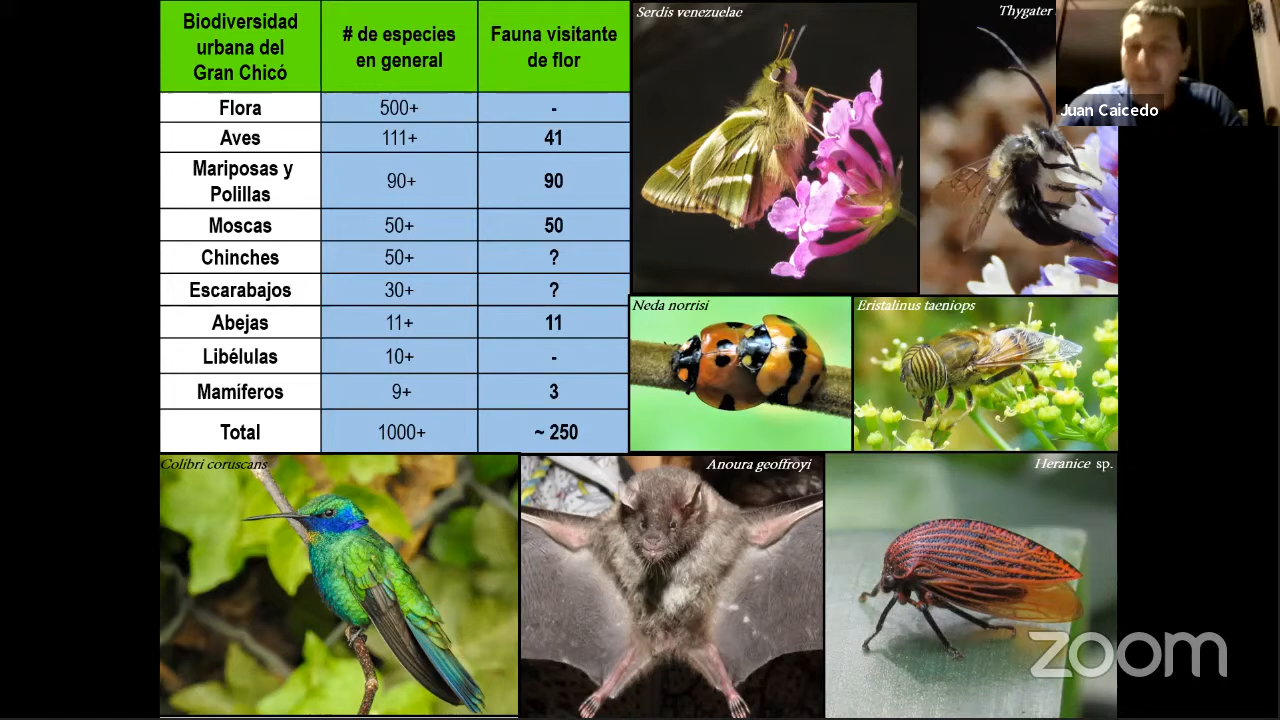 Biodiversidad
urbana del
Gran Chicó
# de especies
en general
Fauna visitante
de flor
Flora
500+
-
Aves
111+
41
Mariposas y
Polillas
90+
90
Moscas
50+
50
Chinches
50+
?
Escarabajos
30+
?
Abejas
11+
11
Libélulas
10+
-
Mamíferos
9+
3
Total
1000+
~ 250
Serdis venezuelae
Thygater
Juan Caicedo
Neda norrisi
Eristalinus taeniops
Colibri coruscans
Anoura geoffroyi
Heranice sp.
zoom